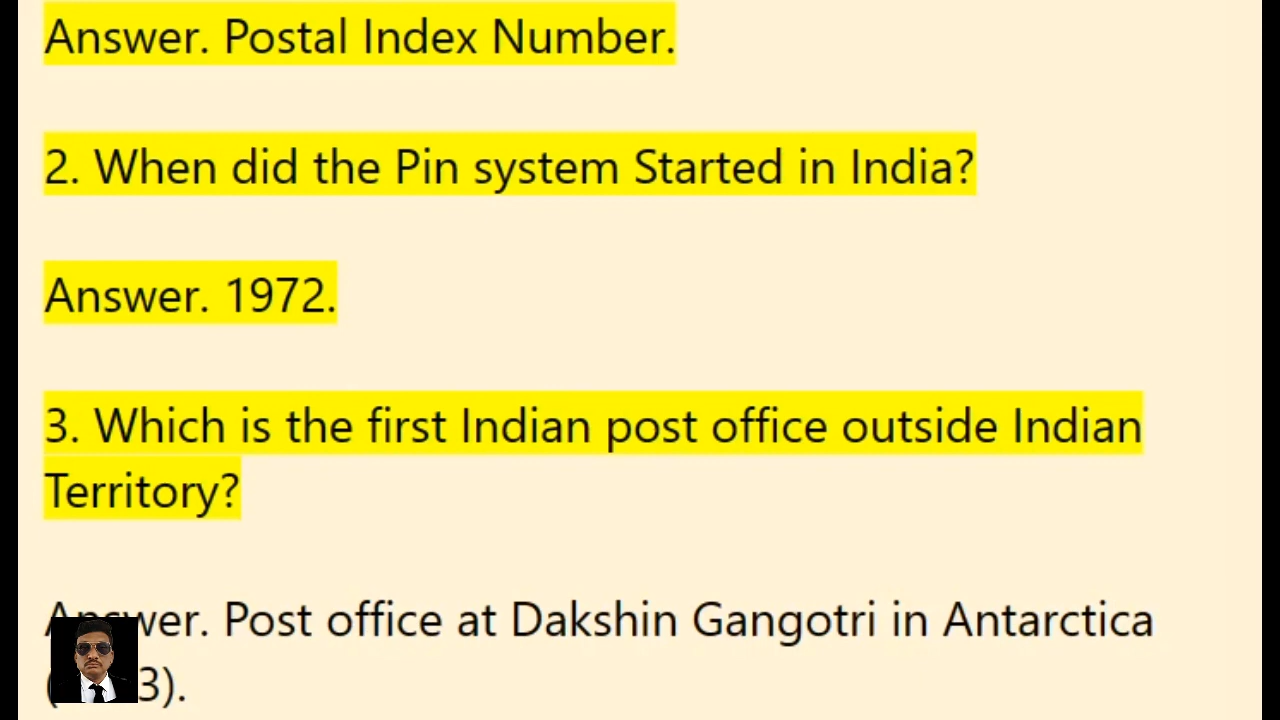 Answer. Postal Index Number.
2. When did the Pin system Started in India?
Answer. 1972.
3. Which is the first Indian post office outside Indian
Territory?
Answer. Post office at Dakshin Gangotri in Antarctica
3).